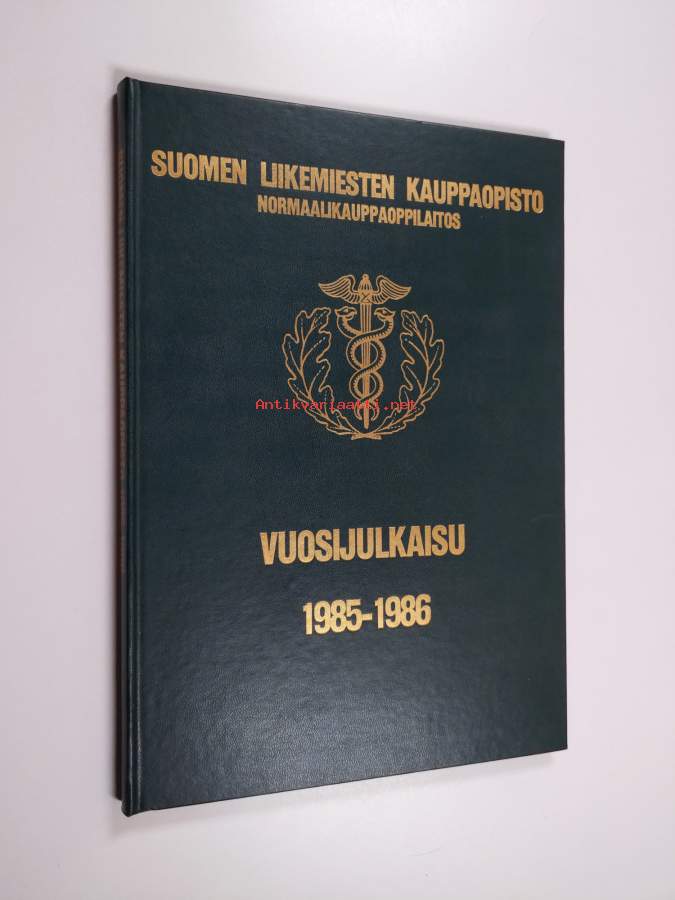 SUOMEN LIIKEMIESTEN KAUPPAOPISTO
NORMAALIKAUPPAOPPILAITOS
Antikvariaatti.net
VUOSIJULKAISU
1985-1986